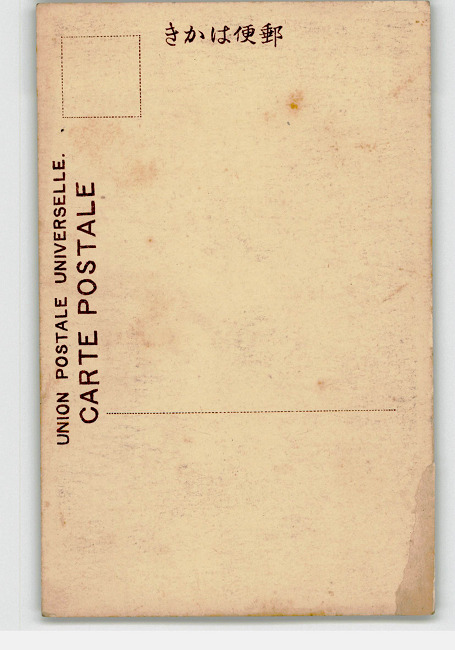 郵便はかき
UNION POSTALE UNIVERSELLE.
CARTE POSTALE